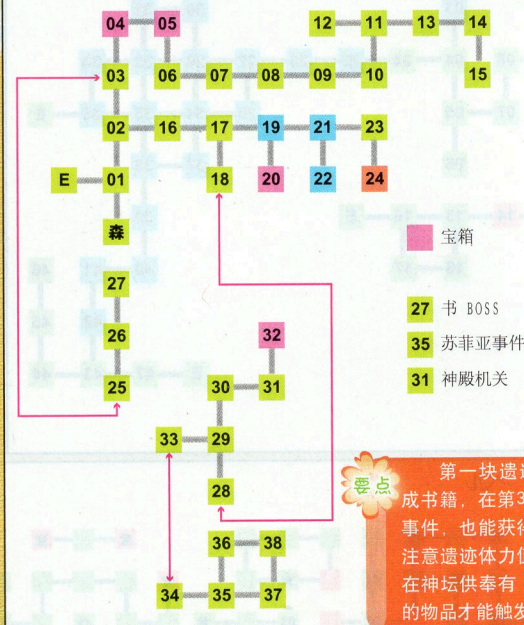 04 05 12 11 13 14
03 06 07 08 09 10 15
02 16 17 19 21 23
E 01 18 20 22 24
森
宝箱
27
27 书 BOSS
26 32
35 苏菲亚事件
25 30 31
31 神殿机关
33 29
28
要点
第一块遗
成书籍，在第3
事件，也能获得
注意遗迹体力
在神坛供奉有
的物品才能触发
36 38
34 35 37